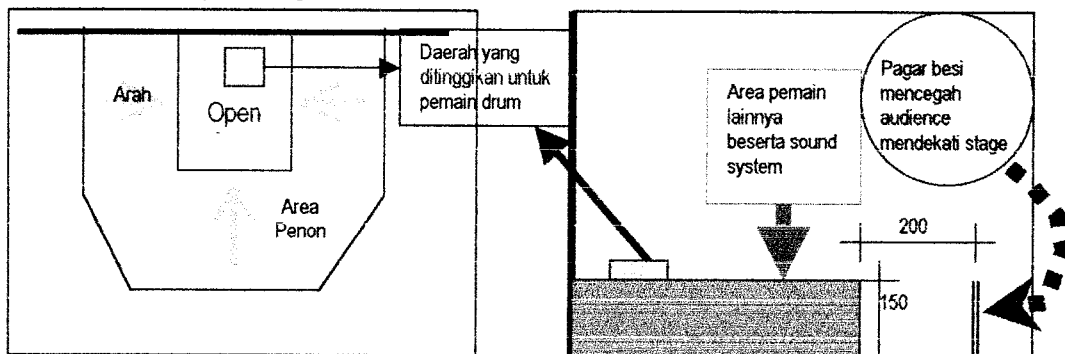 Arah
Open
Area
Penon
Daerah yang
ditinggikan untuk
pemain drum
Area pemain
lainnya
beserta sound
system
Pagar besi
mencegah
audience
mendekati stage
200
150